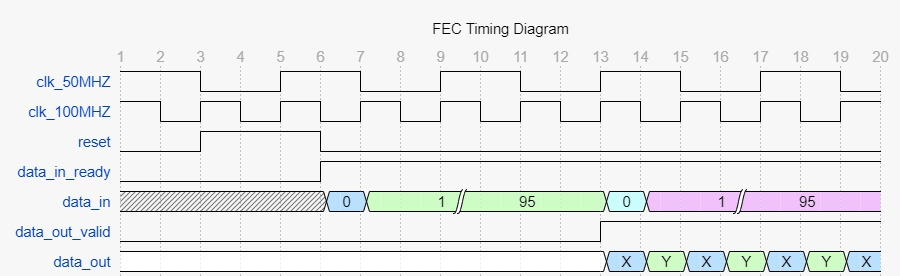 FEC Timing Diagram
1 2 3 4 5 6 7 8 9 10 11 12 13 14 15 16 17 18 19 20
clk_50MHZ
clk_100MHZ
reset
data_in_ready
data_in 0 1 95 0 1 95
data_out_valid
data_out X Y X Y X Y X